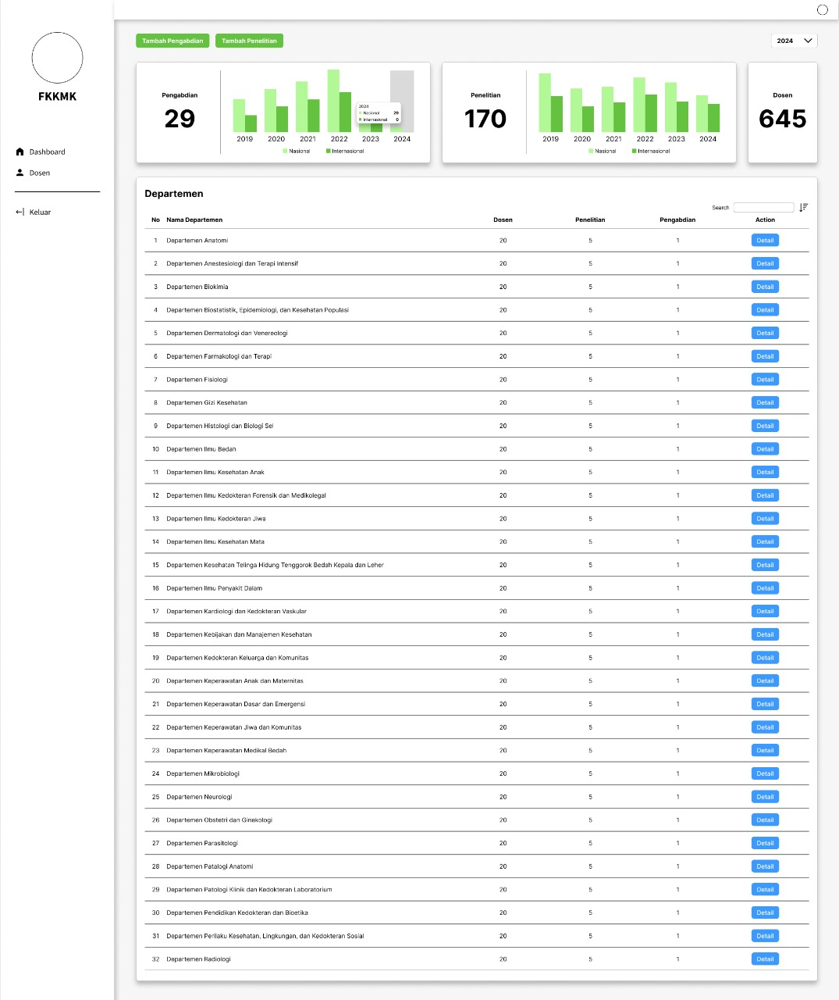 FKKMK
Dashboard
Dosen
Keluar
Tambah Pengabdian
Tambah Penelitian
2024
Pengabdian
29
2024
Nasional 29
Internasional 0
2019 2020 2021 2022 2023 2024
Nasional Internasional
Penelitian
170
2019 2020 2021 2022 2023 2024
Nasional Internasional
Dosen
645
Departemen
Search
No Nama Departemen Dosen Penelitian Pengabdian Action
1 Departemen Anatomi 20 5 1 Detail
2 Departemen Anestesiologi dan Terapi Intensif 20 5 1 Detail
3 Departemen Biokimia 20 5 1 Detail
4 Departemen Biostatistik, Epidemiologi, dan Kesehatan Populasi 20 5 1 Detail
5 Departemen Dermatologi dan Venereologi 20 5 1 Detail
6 Departemen Farmakologi dan Terapi 20 5 1 Detail
7 Departemen Fisiologi 20 5 1 Detail
8 Departemen Gizi Kesehatan 20 5 1 Detail
9 Departemen Histologi dan Biologi Sel 20 5 1 Detail
10 Departemen Ilmu Bedah 20 5 1 Detail
11 Departemen Ilmu Kesehatan Anak 20 5 1 Detail
12 Departemen Ilmu Kedokteran Forensik dan Medikolegal 20 5 1 Detail
13 Departemen Ilmu Kedokteran Jiwa 20 5 1 Detail
14 Departemen Ilmu Kesehatan Mata 20 5 1 Detail
15 Departemen Kesehatan Telinga Hidung Tenggorok Bedah Kepala dan Leher 20 5 1 Detail
16 Departemen Ilmu Penyakit Dalam 20 5 1 Detail
17 Departemen Kardiologi dan Kedokteran Vaskular 20 5 1 Detail
18 Departemen Kebijakan dan Manajemen Kesehatan 20 5 1 Detail
19 Departemen Kedokteran Keluarga dan Komunitas 20 5 1 Detail
20 Departemen Keperawatan Anak dan Maternitas 20 5 1 Detail
21 Departemen Keperawatan Dasar dan Emergensi 20 5 1 Detail
22 Departemen Keperawatan Jiwa dan Komunitas 20 5 1 Detail
23 Departemen Keperawatan Medikal Bedah 20 5 1 Detail
24 Departemen Mikrobiologi 20 5 1 Detail
25 Departemen Neurologi 20 5 1 Detail
26 Departemen Obstetri dan Ginekologi 20 5 1 Detail
27 Departemen Parasitologi 20 5 1 Detail
28 Departemen Patalogi Anatomi 20 5 1 Detail
29 Departemen Patologi Klinik dan Kedokteran Laboratorium 20 5 1 Detail
30 Departemen Pendidikan Kedokteran dan Bioetika 20 5 1 Detail
31 Departemen Perilaku Kesehatan, Lingkungan, dan Kedokteran Sosial 20 5 1 Detail
32 Departemen Radiologi 20 5 1 Detail